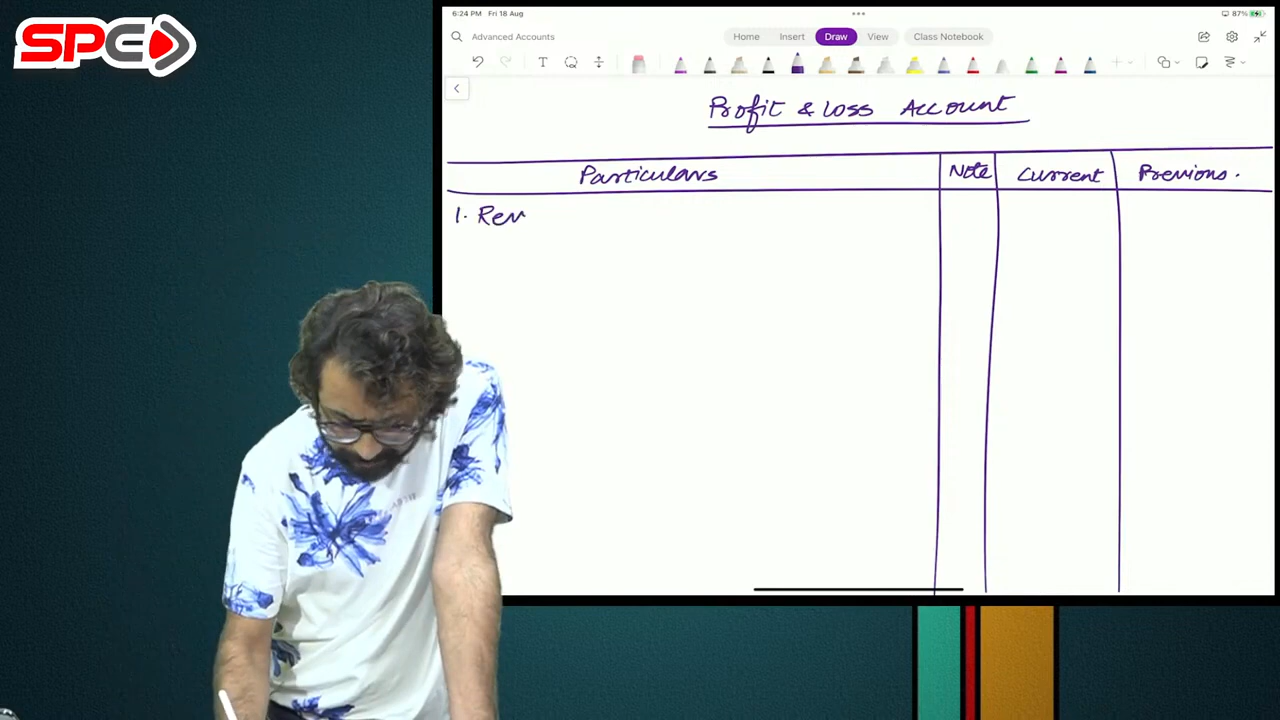 SPE
6:24 PM Fri 18 Aug
87%
Advanced Accounts
Home Insert Draw View Class Notebook
Profit & Loss Account
Particulars Note Current Previous.
1. Rev